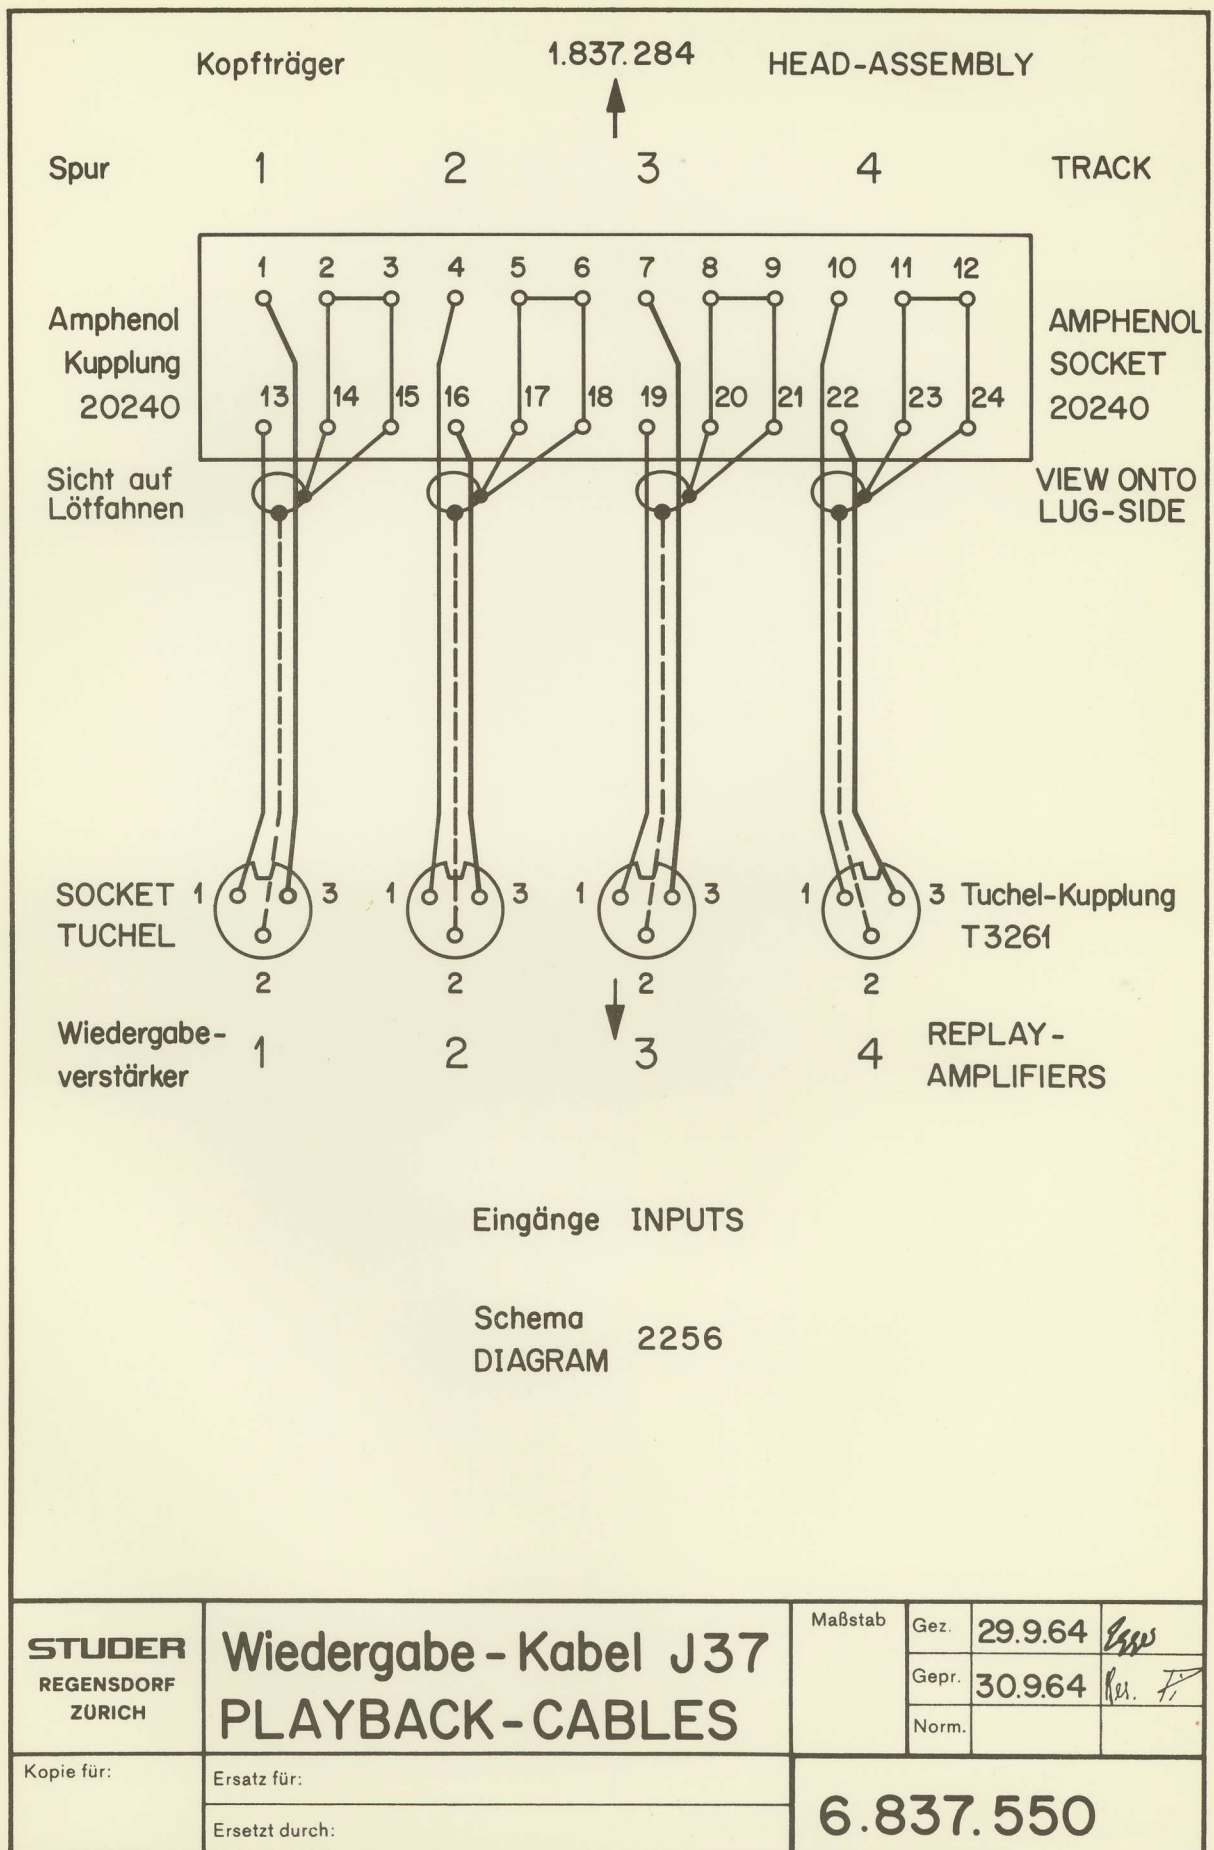 Kopfträger 1.837.284 HEAD-ASSEMBLY
Spur 1 2 3 4 TRACK
1 2 3 4 5 6 7 8 9 10 11 12
Amphenol
Kupplung
20240
AMPHENOL
SOCKET
20240
13 14 15 16 17 18 19 20 21 22 23 24
Sicht auf
Lötfahnen
VIEW ONTO
LUG-SIDE
SOCKET
TUCHEL
1 3 1 3 1 3 1 3
Tuchel-Kupplung
T3261
2 2 2 2
Wiedergabe-
verstärker
1 2 3 4
REPLAY-
AMPLIFIERS
Eingänge INPUTS
Schema
DIAGRAM
2256
STUDER
REGENSDORF
ZÜRICH
Wiedergabe-Kabel J37
PLAYBACK-CABLES
Maßstab
Gez. 29.9.64
Gepr. 30.9.64
Norm.
Kopie für:
Ersatz für:
Ersetzt durch:
6.837.550